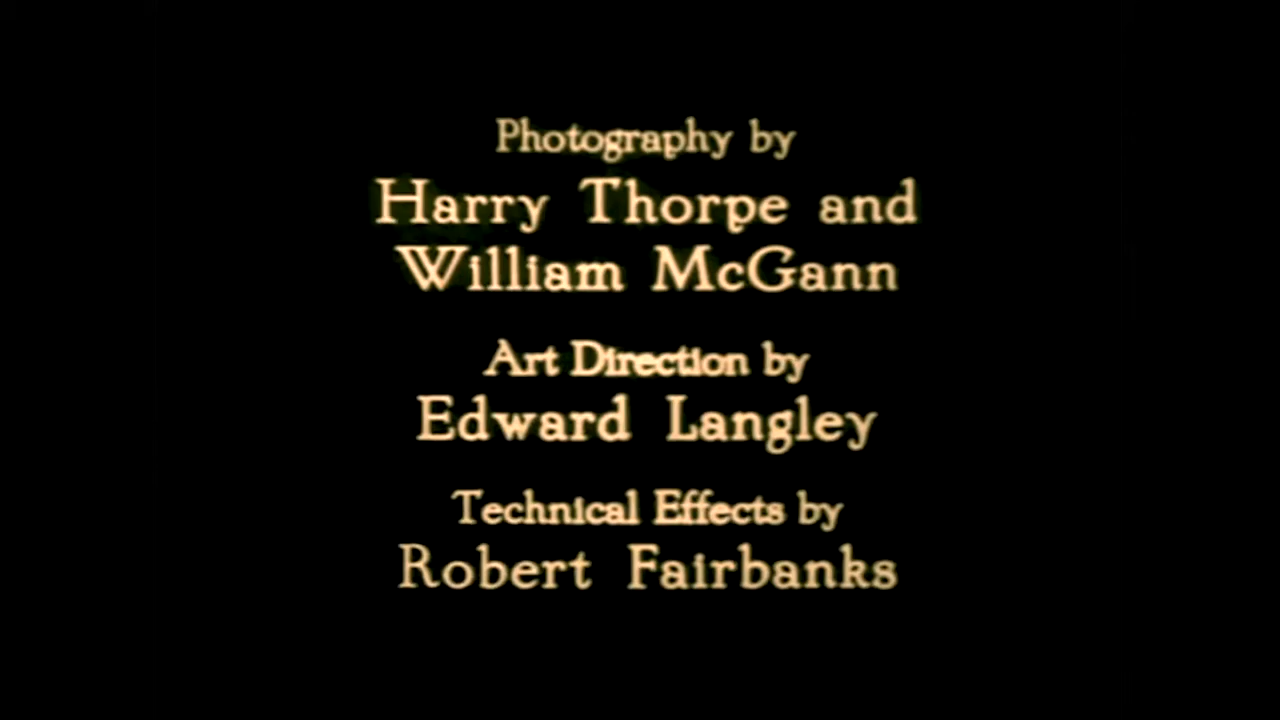 Photography by
Harry Thorpe and
William McGann
Art Direction by
Edward Langley
Technical Effects by
Robert Fairbanks